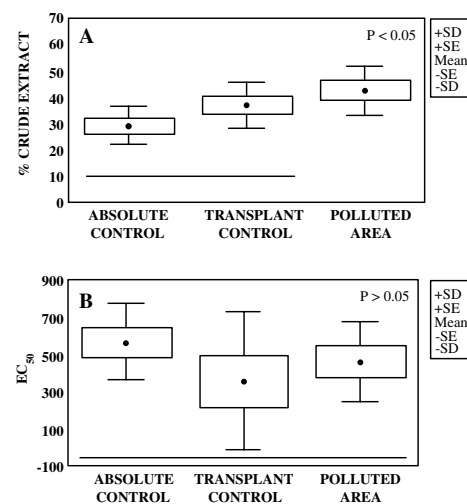 A
P < 0.05
% CRUDE EXTRACT
70
60
50
40
30
20
10
0
ABSOLUTE CONTROL
TRANSPLANT CONTROL
POLLUTED AREA
+SD
+SE
Mean
-SE
-SD
B
P > 0.05
EC50
900
700
500
300
100
-100
ABSOLUTE CONTROL
TRANSPLANT CONTROL
POLLUTED AREA
+SD
+SE
Mean
-SE
-SD